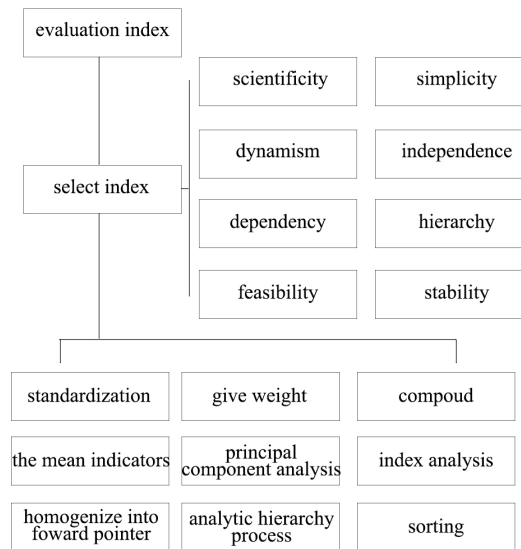 evaluation index
scientificity
simplicity
dynamism
independence
select index
dependency
hierarchy
feasibility
stability
standardization
give weight
compoud
the mean indicators
principal
component analysis
index analysis
homogenize into
foward pointer
analytic hierarchy
process
sorting